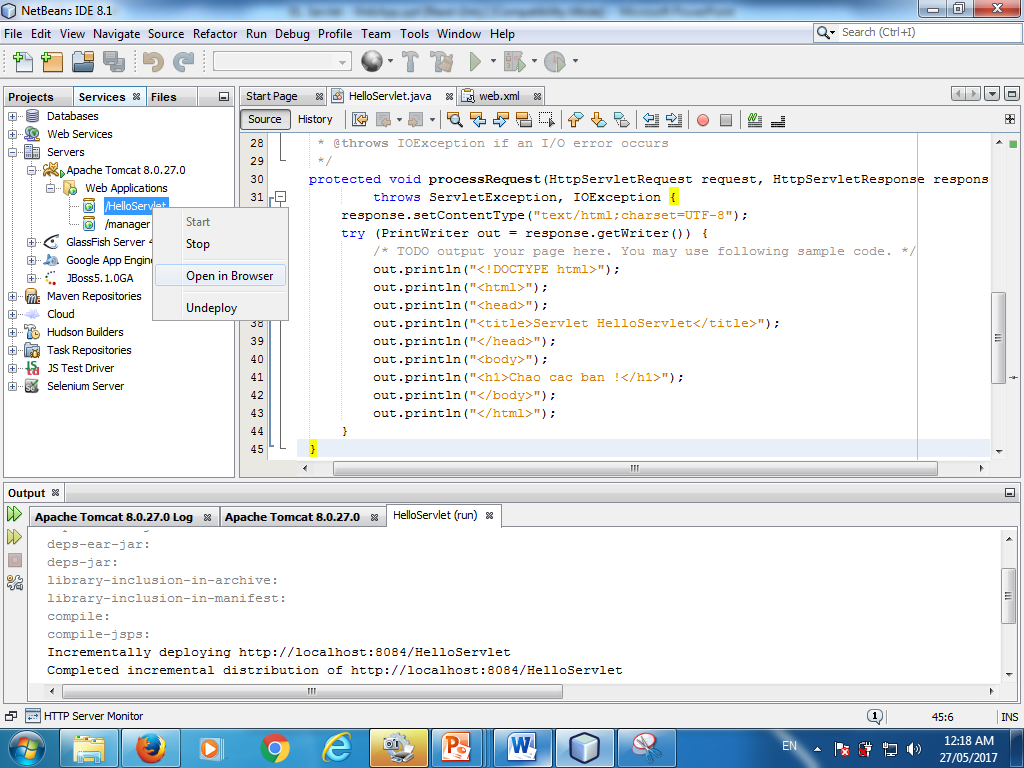 NetBeans IDE 8.1
File Edit View Navigate Source Refactor Run Debug Profile Team Tools Window Help
Search (Ctrl+I)
Projects Services Files
Databases
Web Services
Servers
Apache Tomcat 8.0.27.0
Web Applications
/HelloServlet
/manager
GlassFish Server 4
Google App Engine
JBoss5.1.0GA
Maven Repositories
Cloud
Hudson Builders
Task Repositories
JS Test Driver
Selenium Server
Start
Stop
Open in Browser
Undeploy
Start Page HelloServlet.java web.xml
Source History
28 * @throws IOException if an I/O error occurs
29 */
30 protected void processRequest(HttpServletRequest request, HttpServletResponse respons
31 throws ServletException, IOException {
response.setContentType("text/html;charset=UTF-8");
try (PrintWriter out = response.getWriter()) {
/* TODO output your page here. You may use following sample code. */
out.println("<!DOCTYPE html>");
out.println("<html>");
out.println("<head>");
38 out.println("<title>Servlet HelloServlet</title>");
39 out.println("</head>");
40 out.println("<body>");
41 out.println("<h1>Chao cac ban !</h1>");
42 out.println("</body>");
43 out.println("</html>");
44 }
45 }
Output
Apache Tomcat 8.0.27.0 Log Apache Tomcat 8.0.27.0 HelloServlet (run)
deps-ear-jar:
deps-jar:
library-inclusion-in-archive:
library-inclusion-in-manifest:
compile:
compile-jsps:
Incrementally deploying http://localhost:8084/HelloServlet
Completed incremental distribution of http://localhost:8084/HelloServlet
HTTP Server Monitor
1
45:6
INS
EN
12:18 AM
27/05/2017